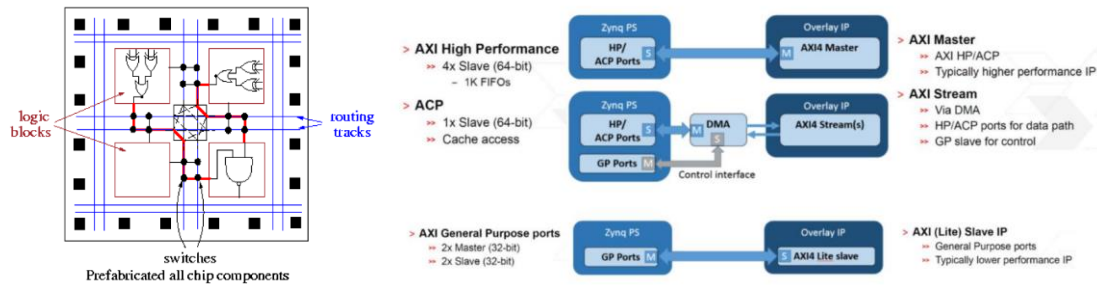 logic
blocks
routing
tracks
switches
Prefabricated all chip components
> AXI High Performance
>> 4x Slave (64-bit)
– 1K FIFOs
> ACP
>> 1x Slave (64-bit)
>> Cache access
Zynq PS
HP/
ACP Ports
S
Overlay IP
M
AXI4 Master
> AXI Master
>> AXI HP/ACP
>> Typically higher performance IP
> AXI Stream
>> Via DMA
>> HP/ACP ports for data path
>> GP slave for control
Zynq PS
HP/
ACP Ports
S
GP Ports
M
DMA
M
S
Control interface
Overlay IP
AXI4 Stream(s)
> AXI General Purpose ports
>> 2x Master (32-bit)
>> 2x Slave (32-bit)
Zynq PS
GP Ports
M
Overlay IP
S
AXI4 Lite slave
> AXI (Lite) Slave IP
>> General Purpose ports
>> Typically lower performance IP